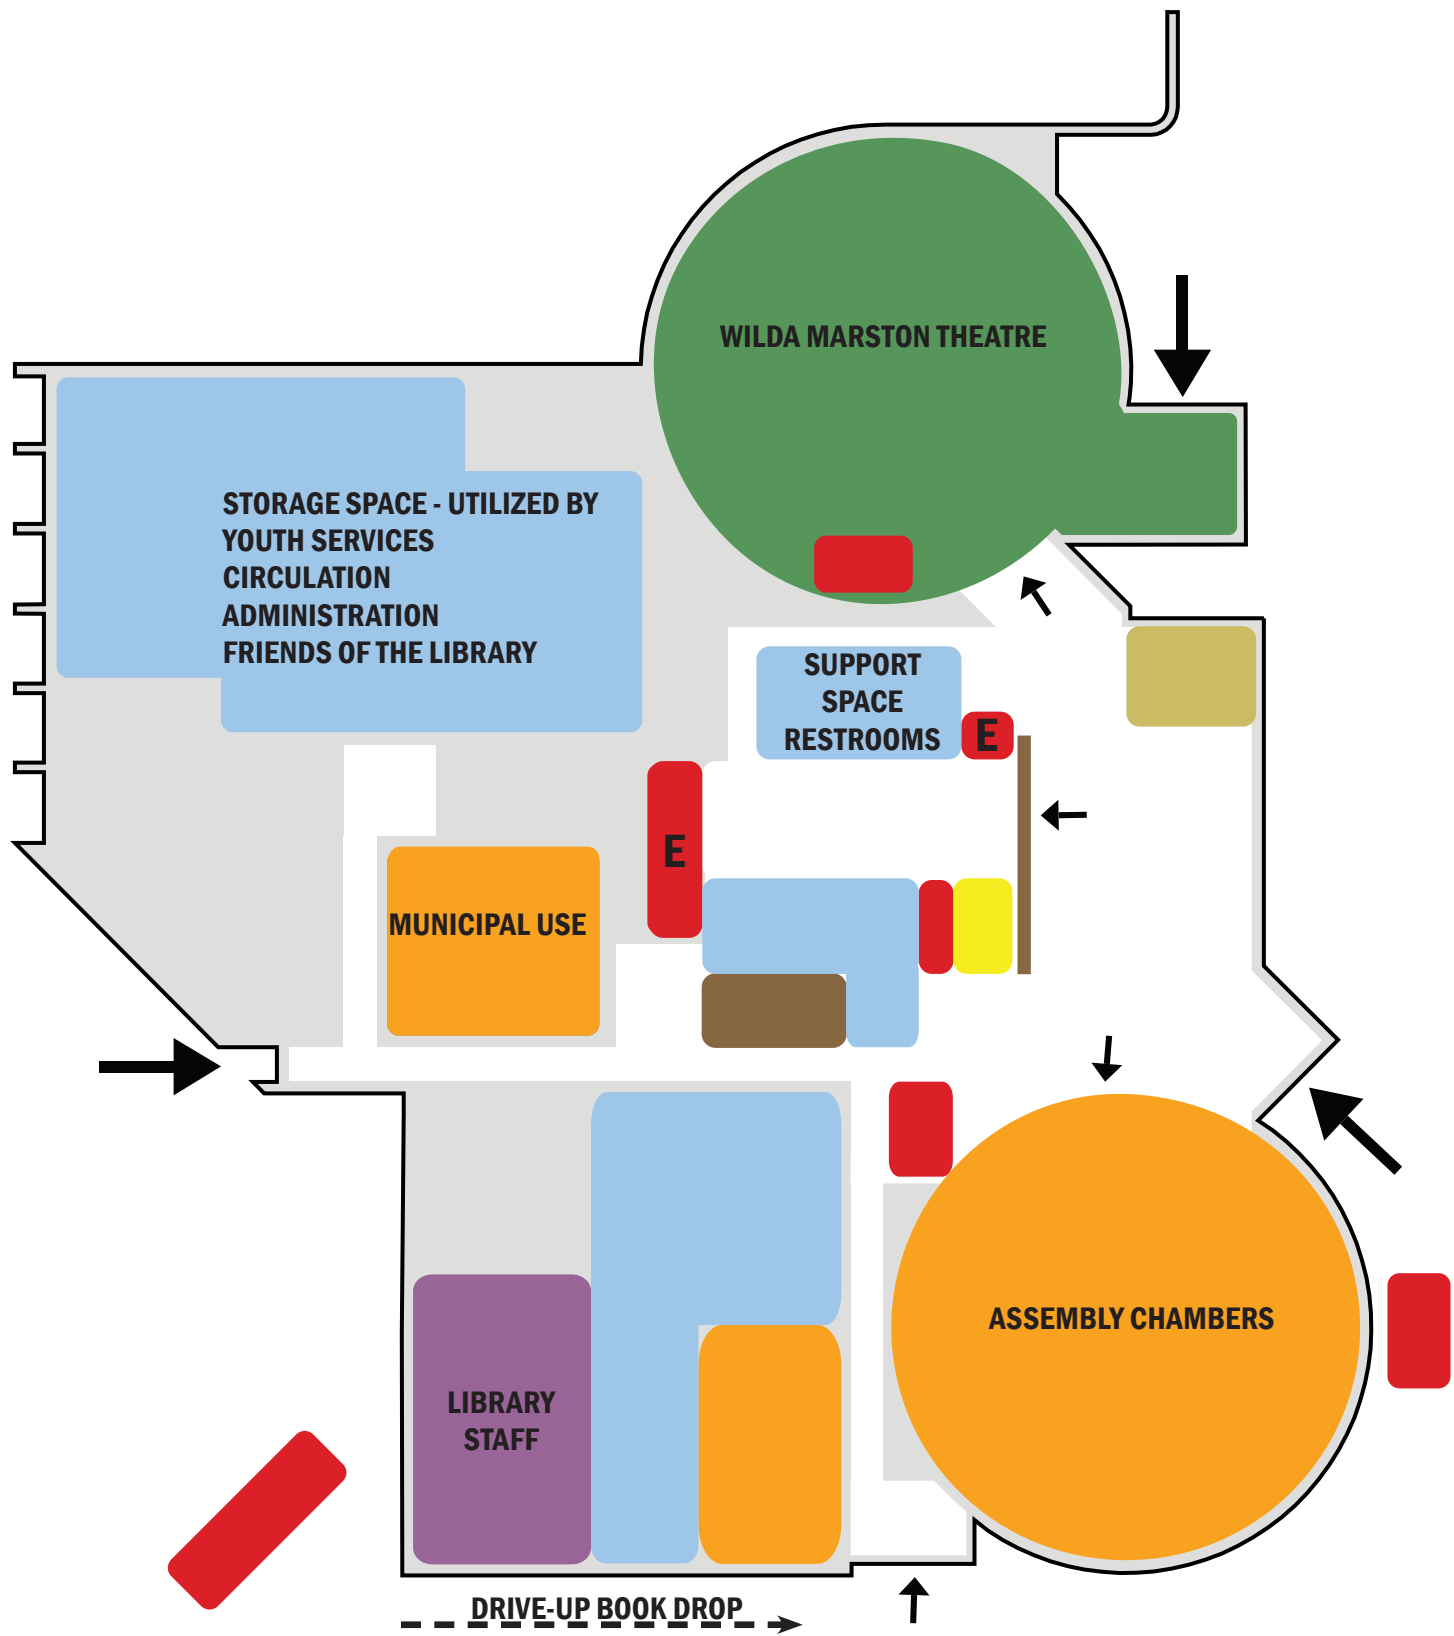 WILDA MARSTON THEATRE
STORAGE SPACE - UTILIZED BY
YOUTH SERVICES
CIRCULATION
ADMINISTRATION
FRIENDS OF THE LIBRARY
SUPPORT
SPACE
RESTROOMS
E
E
MUNICIPAL USE
ASSEMBLY CHAMBERS
LIBRARY
STAFF
DRIVE-UP BOOK DROP